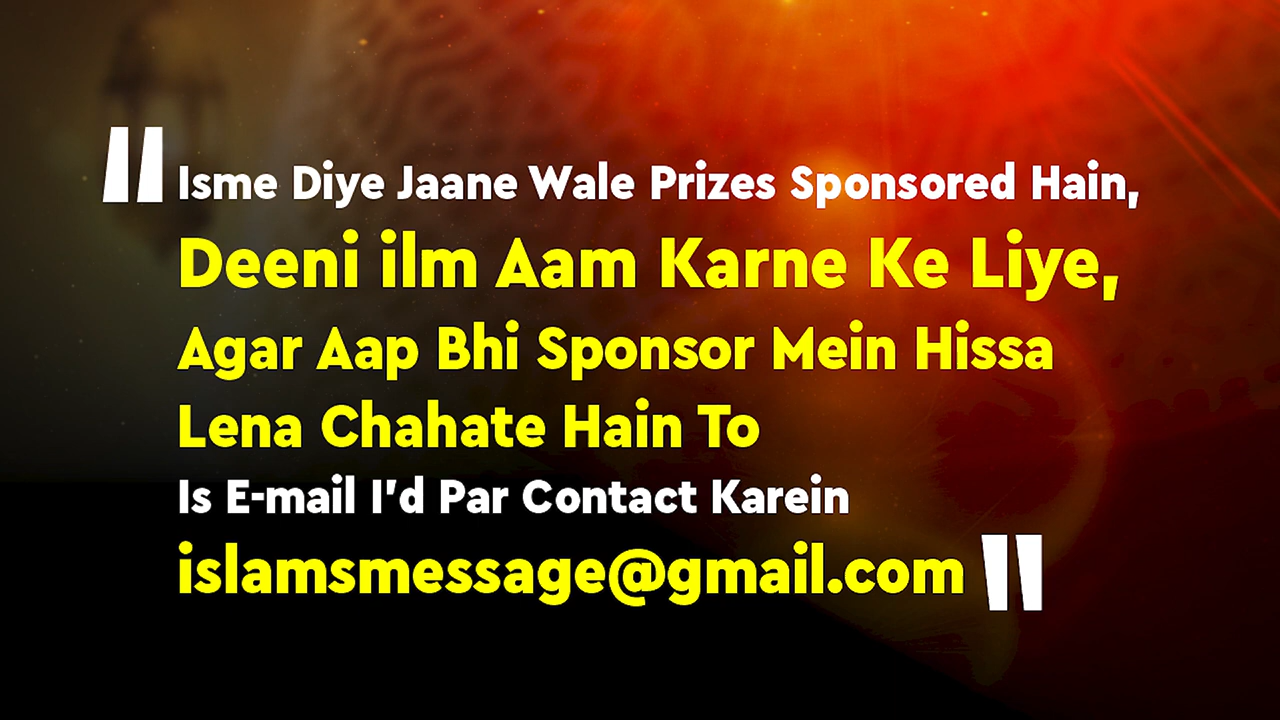 " Isme Diye Jaane Wale Prizes Sponsored Hain,
Deeni ilm Aam Karne Ke Liye,
Agar Aap Bhi Sponsor Mein Hissa
Lena Chahate Hain To
Is E-mail I'd Par Contact Karein
islamsmessage@gmail.com "